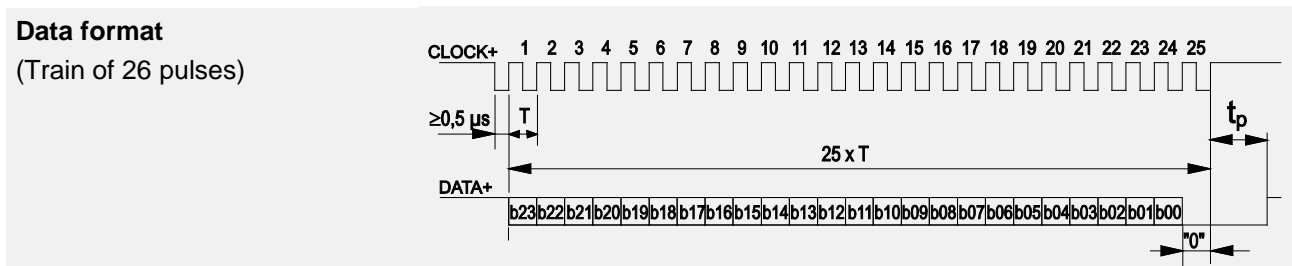 Data format
(Train of 26 pulses)
CLOCK+ 1 2 3 4 5 6 7 8 9 10 11 12 13 14 15 16 17 18 19 20 21 22 23 24 25
≥0,5 µs T tp
25 x T
DATA+
b23 b22 b21 b20 b19 b18 b17 b16 b15 b14 b13 b12 b11 b10 b09 b08 b07 b06 b05 b04 b03 b02 b01 b00
"0"